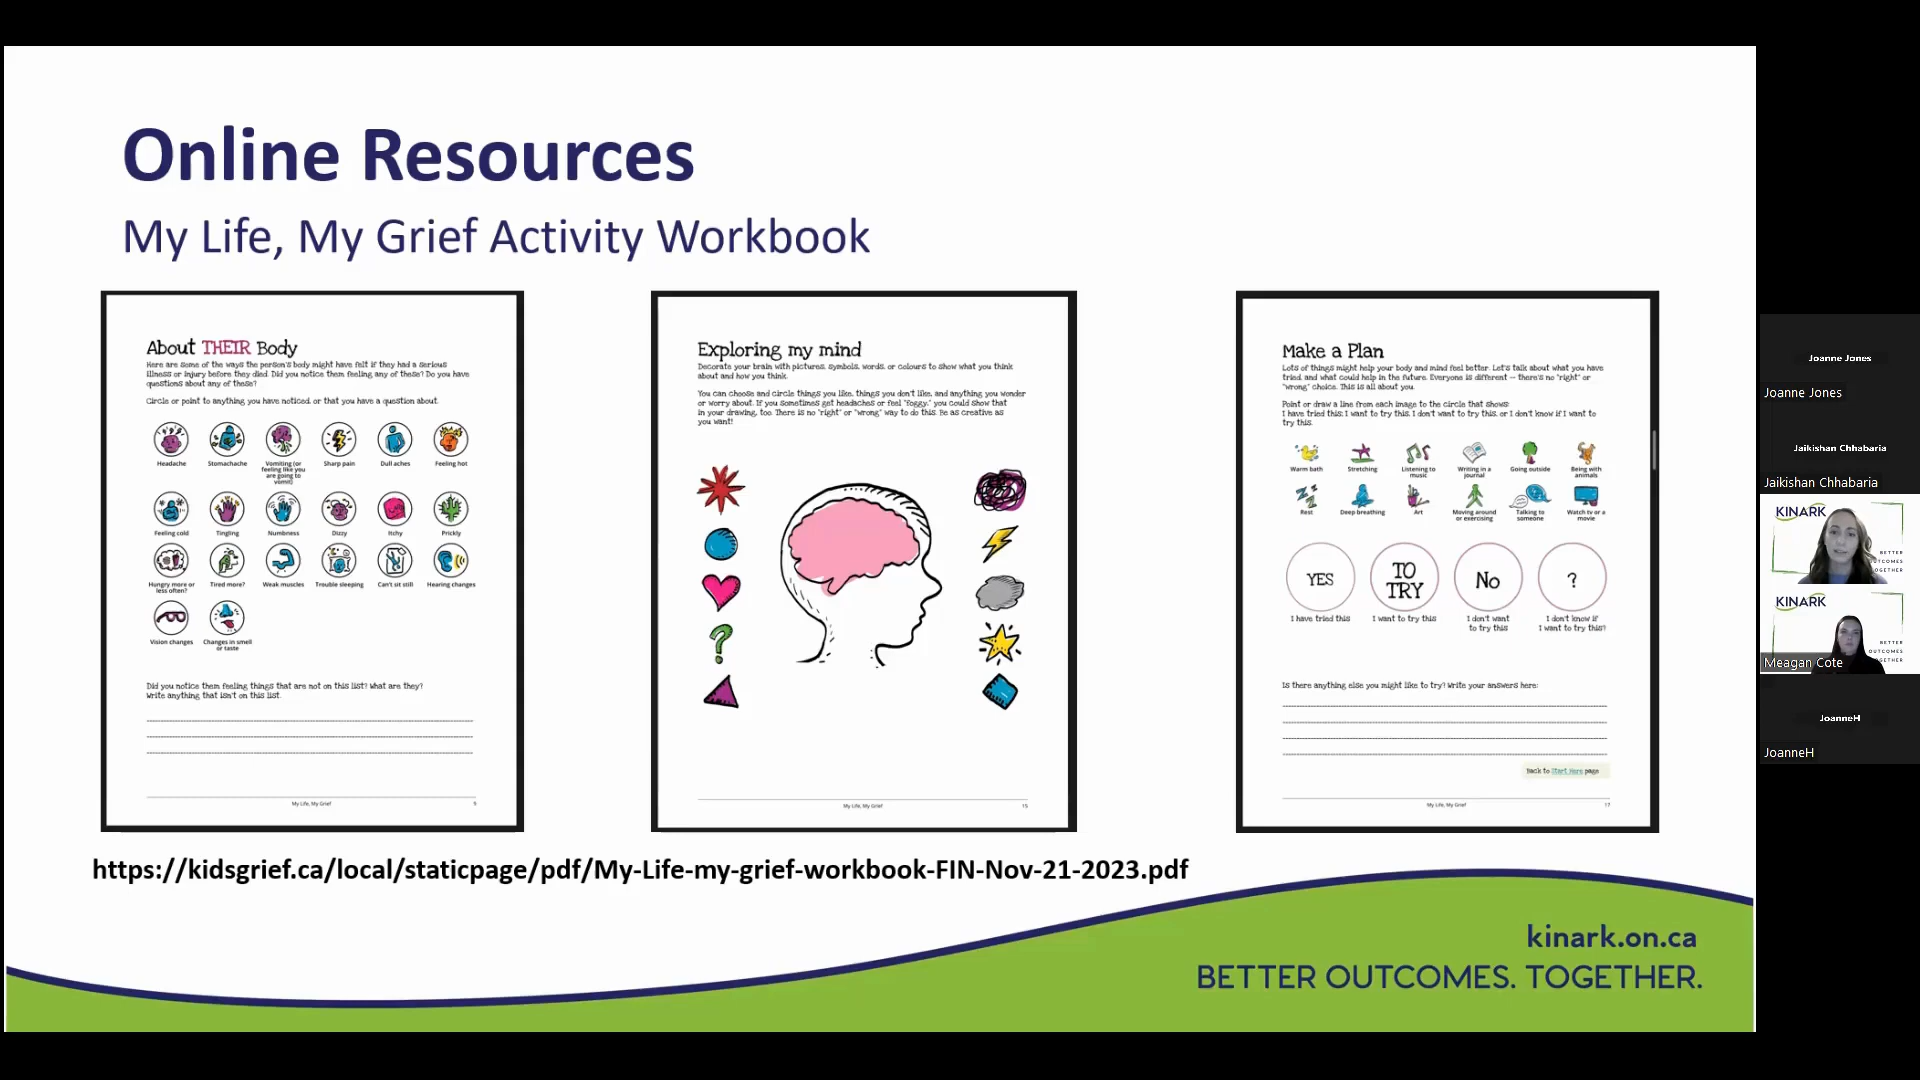 Online Resources
My Life, My Grief Activity Workbook
About THEIR Body
Here are some of the ways the person's body might have felt if they had a serious
illness or injury before they died. Did you notice them feeling any of these? Do you have
questions about any of these?
Circle or point to anything you have noticed, or that you have a question about.
Headache
Stomachache
Vomiting (or
feeling like you
are going to
vomit)
Sharp pain
Dull aches
Feeling hot
Feeling cold
Tingling
Numbness
Dizzy
Itchy
Prickly
Hungry more or
less often?
Tired more?
Weak muscles
Trouble sleeping
Can't sit still
Hearing changes
Vision changes
Changes in smell
or taste
Did you notice them feeling things that are not on this list? What are they?
Write anything that isn't on this list.
My Life, My Grief
9
Exploring my mind
Decorate your brain with pictures, symbols, words, or colours to show what you think
about and how you think.
You can choose and circle things you like, things you don't like, and anything you wonder
or worry about. If you sometimes get headaches or feel "foggy," you could show that
in your drawing, too. There is no "right" or "wrong" way to do this. Be as creative as
you want!
My Life, My Grief
15
Make a Plan
Lots of things might help your body and mind feel better. Let's talk about what you have
tried, and what could help in the future. Everyone is different — there's no "right" or
"wrong" choice. This is all about you.
Point or draw a line from each image to the circle that shows:
I have tried this; I want to try this; I don't want to try this, or I don't know if I want to
try this.
Warm bath
Stretching
Listening to
music
Writing in a
journal
Going outside
Being with
animals
Rest
Deep breathing
Art
Moving around
or exercising
Talking to
someone
Watch tv or a
movie
YES
TO
TRY
No
?
I have tried this
I want to try this
I don't want
to try this
I don't know if
I want to try this?
Is there anything else you might like to try? Write your answers here:
Back to Start Here page
My Life, My Grief
17
https://kidsgrief.ca/local/staticpage/pdf/My-Life-my-grief-workbook-FIN-Nov-21-2023.pdf
kinark.on.ca
BETTER OUTCOMES. TOGETHER.
Joanne Jones
Joanne Jones
Jaikishan Chhabaria
Jaikishan Chhabaria
KINARK
BETTER
OUTCOMES
TOGETHER
KINARK
BETTER
OUTCOMES
TOGETHER
Meagan Cote
JoanneH
JoanneH